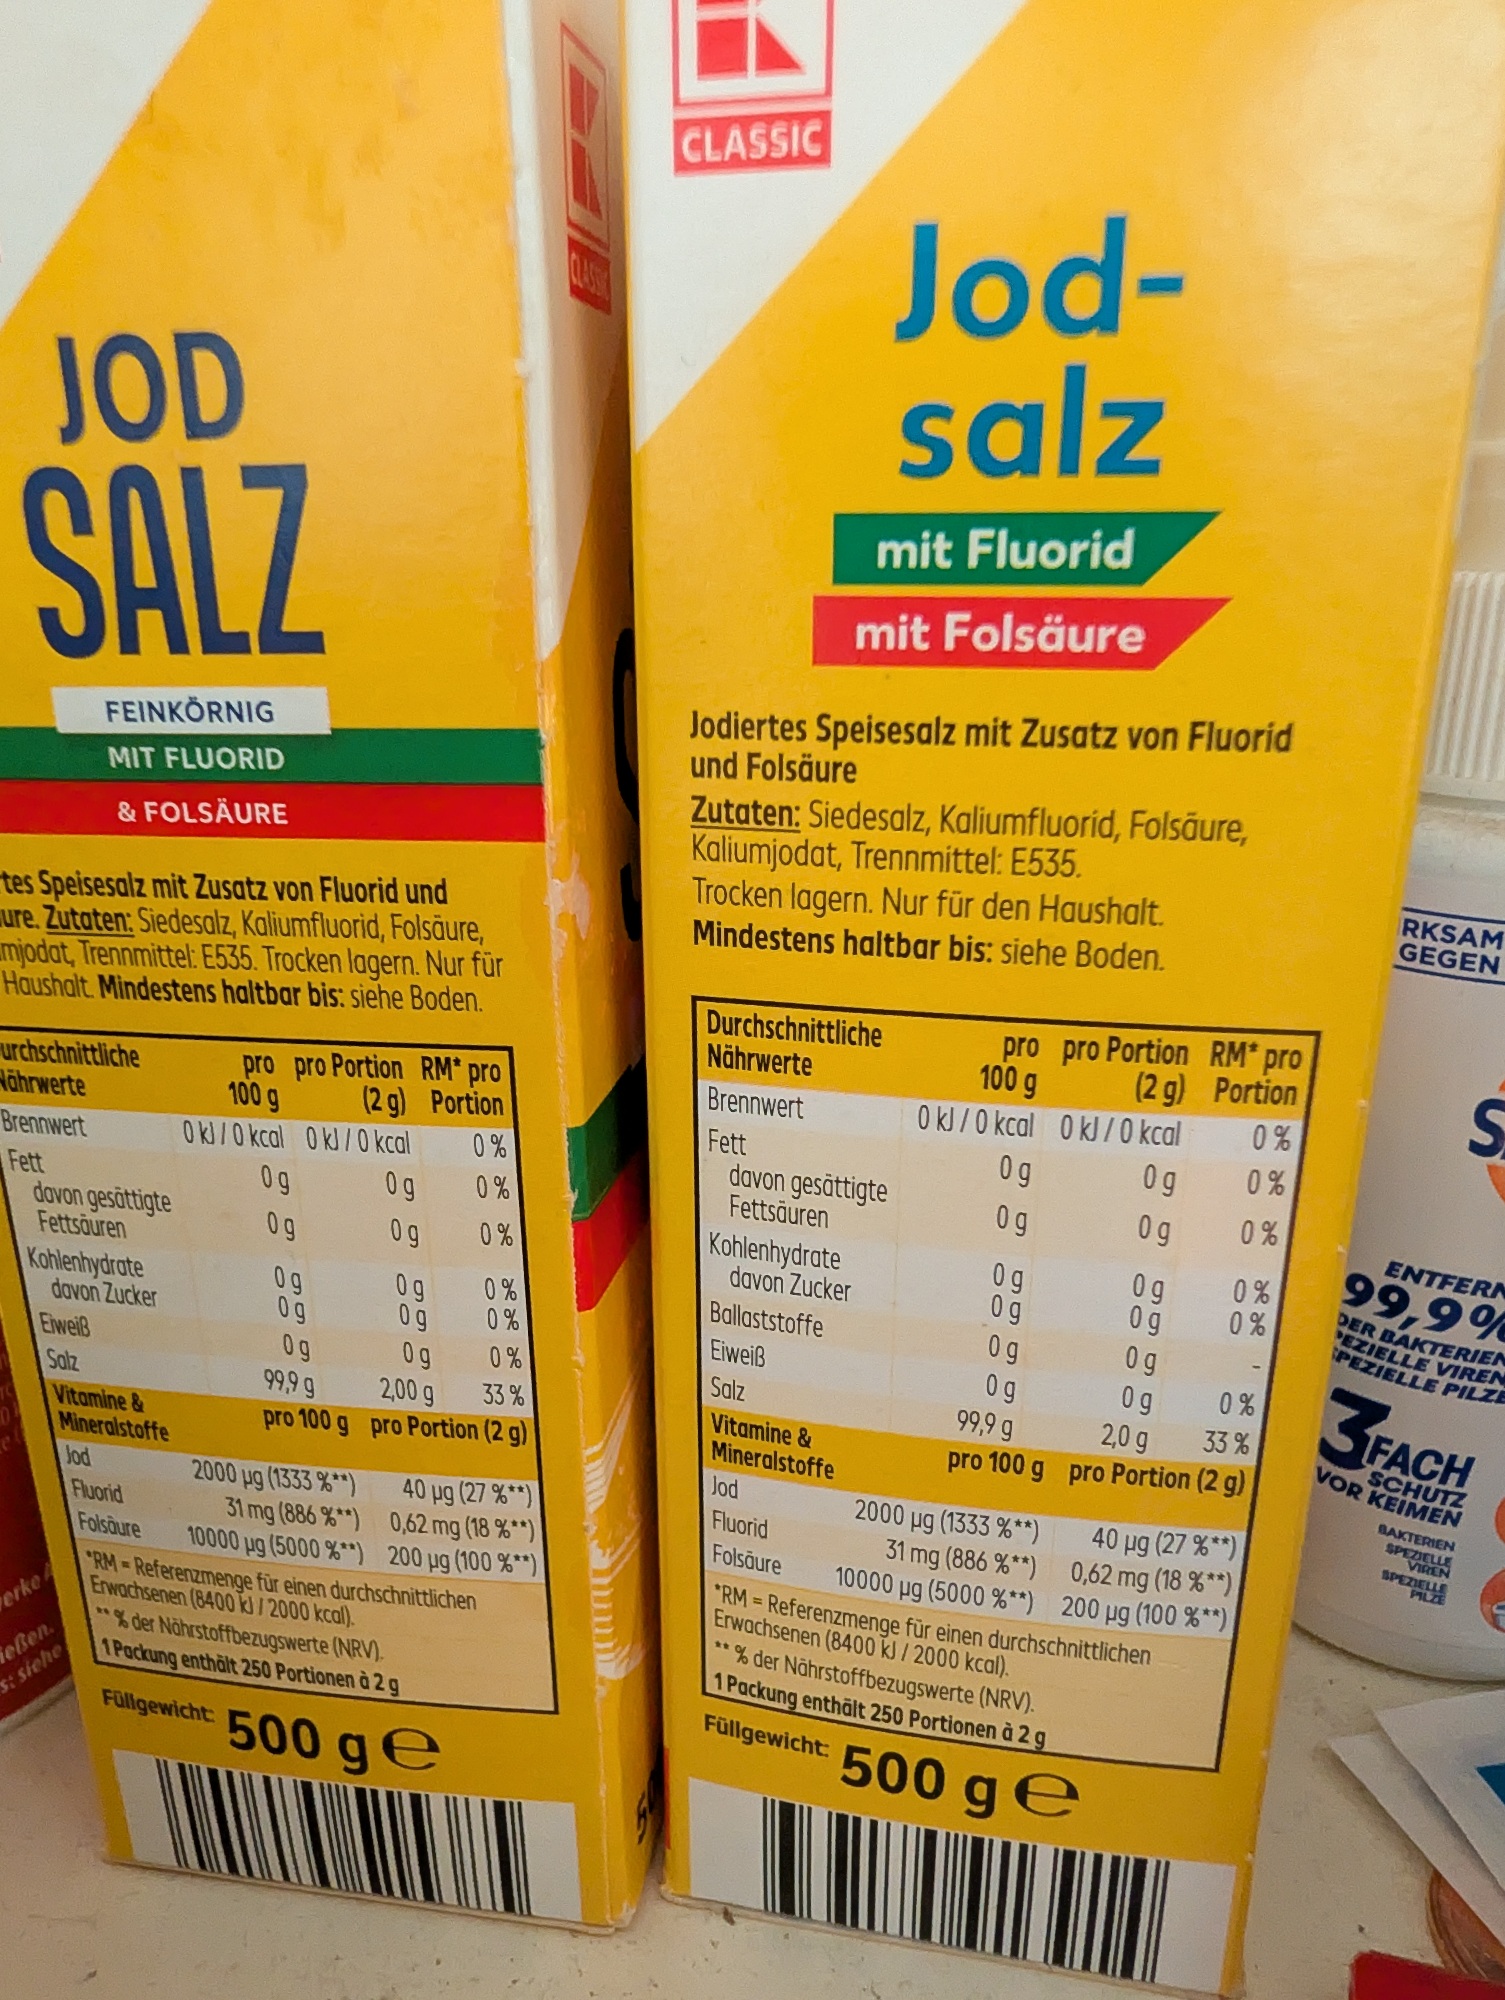 CLASSIC
JOD
SALZ
FEINKÖRNIG
MIT FLUORID
& FOLSÄURE
Speisesalz mit Zusatz von Fluorid und
Zutaten: Siedesalz, Kaliumfluorid, Folsäure,
Trennmittel: E535. Trocken lagern. Nur für
Haushalt. Mindestens haltbar bis: siehe Boden.
pro pro Portion RM* pro
Nährwerte 100 g (2 g) Portion
Brennwert 0 kJ / 0 kcal 0 kJ / 0 kcal 0 %
Fett 0 g 0 g 0 %
davon gesättigte
Fettsäuren 0 g 0 g 0 %
Kohlenhydrate 0 g 0 g 0 %
davon Zucker 0 g 0 g 0 %
Eiweiß 0 g 0 g 0 %
Salz 99,9 g 2,00 g 33 %
Vitamine &
Mineralstoffe pro 100 g pro Portion (2 g)
Jod 2000 µg (1333 %**) 40 µg (27 %**)
Fluorid 31 mg (886 %**) 0,62 mg (18 %**)
Folsäure 10000 µg (5000 %**) 200 µg (100 %**)
*RM = Referenzmenge für einen durchschnittlichen
Erwachsenen (8400 kJ / 2000 kcal).
** % der Nährstoffbezugswerte (NRV).
1 Packung enthält 250 Portionen à 2 g
Füllgewicht: 500 g e
CLASSIC
Jod-
salz
mit Fluorid
mit Folsäure
Jodiertes Speisesalz mit Zusatz von Fluorid
und Folsäure
Zutaten: Siedesalz, Kaliumfluorid, Folsäure,
Kaliumjodat, Trennmittel: E535.
Trocken lagern. Nur für den Haushalt.
Mindestens haltbar bis: siehe Boden.
Durchschnittliche pro pro Portion RM* pro
Nährwerte 100 g (2 g) Portion
Brennwert 0 kJ / 0 kcal 0 kJ / 0 kcal 0 %
Fett 0 g 0 g 0 %
davon gesättigte
Fettsäuren 0 g 0 g 0 %
Kohlenhydrate 0 g 0 g 0 %
davon Zucker 0 g 0 g 0 %
Ballaststoffe 0 g 0 g -
Eiweiß 0 g 0 g 0 %
Salz 99,9 g 2,0 g 33 %
Vitamine &
Mineralstoffe pro 100 g pro Portion (2 g)
Jod 2000 µg (1333 %**) 40 µg (27 %**)
Fluorid 31 mg (886 %**) 0,62 mg (18 %**)
Folsäure 10000 µg (5000 %**) 200 µg (100 %**)
*RM = Referenzmenge für einen durchschnittlichen
Erwachsenen (8400 kJ / 2000 kcal).
** % der Nährstoffbezugswerte (NRV).
1 Packung enthält 250 Portionen à 2 g
Füllgewicht: 500 g e
RKSAM
GEGEN
ENTFERN
99,9%
DER BAKTERIEN
VIREN
PILZE
3FACH
SCHUTZ
VOR KEIMEN
BAKTERIEN
SPEZIELLE
VIREN
SPEZIELLE
PILZE